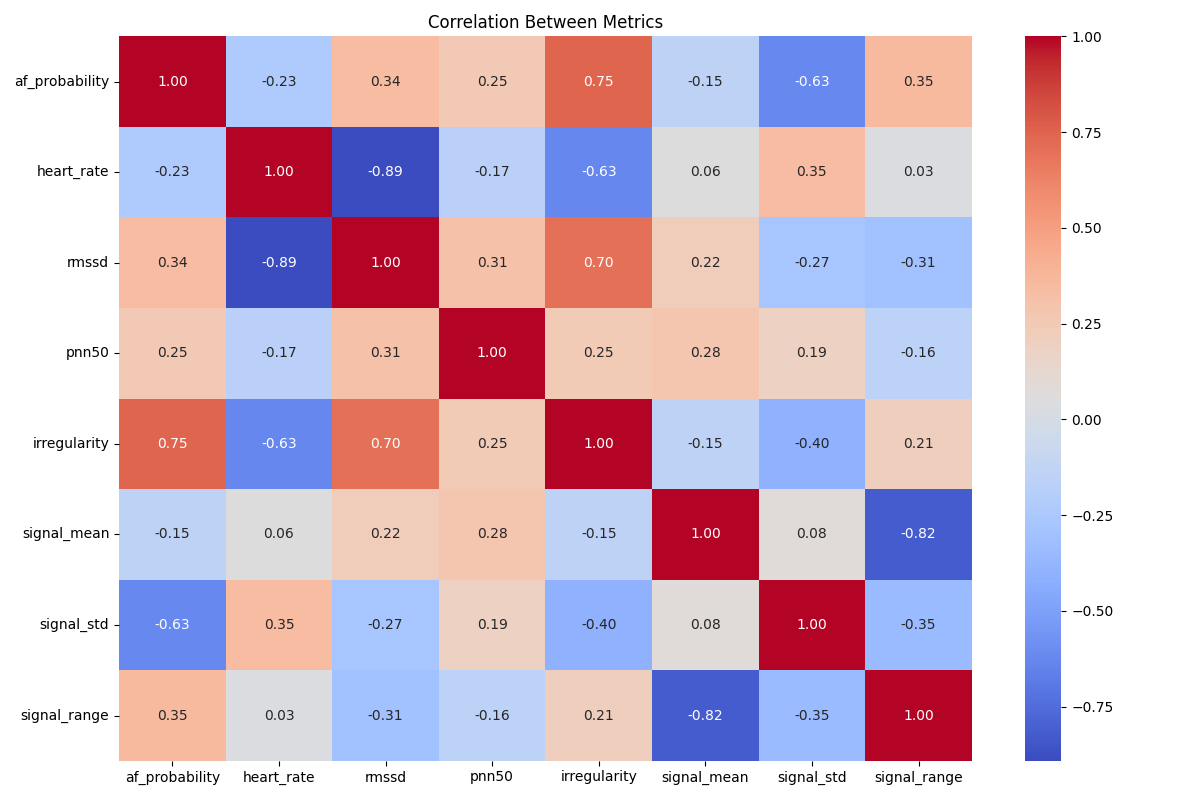 Correlation Between Metrics
af_probability 1.00 -0.23 0.34 0.25 0.75 -0.15 -0.63 0.35
heart_rate -0.23 1.00 -0.89 -0.17 -0.63 0.06 0.35 0.03
rmssd 0.34 -0.89 1.00 0.31 0.70 0.22 -0.27 -0.31
pnn50 0.25 -0.17 0.31 1.00 0.25 0.28 0.19 -0.16
irregularity 0.75 -0.63 0.70 0.25 1.00 -0.15 -0.40 0.21
signal_mean -0.15 0.06 0.22 0.28 -0.15 1.00 0.08 -0.82
signal_std -0.63 0.35 -0.27 0.19 -0.40 0.08 1.00 -0.35
signal_range 0.35 0.03 -0.31 -0.16 0.21 -0.82 -0.35 1.00
af_probability heart_rate rmssd pnn50 irregularity signal_mean signal_std signal_range
1.00
0.75
0.50
0.25
0.00
−0.25
−0.50
−0.75